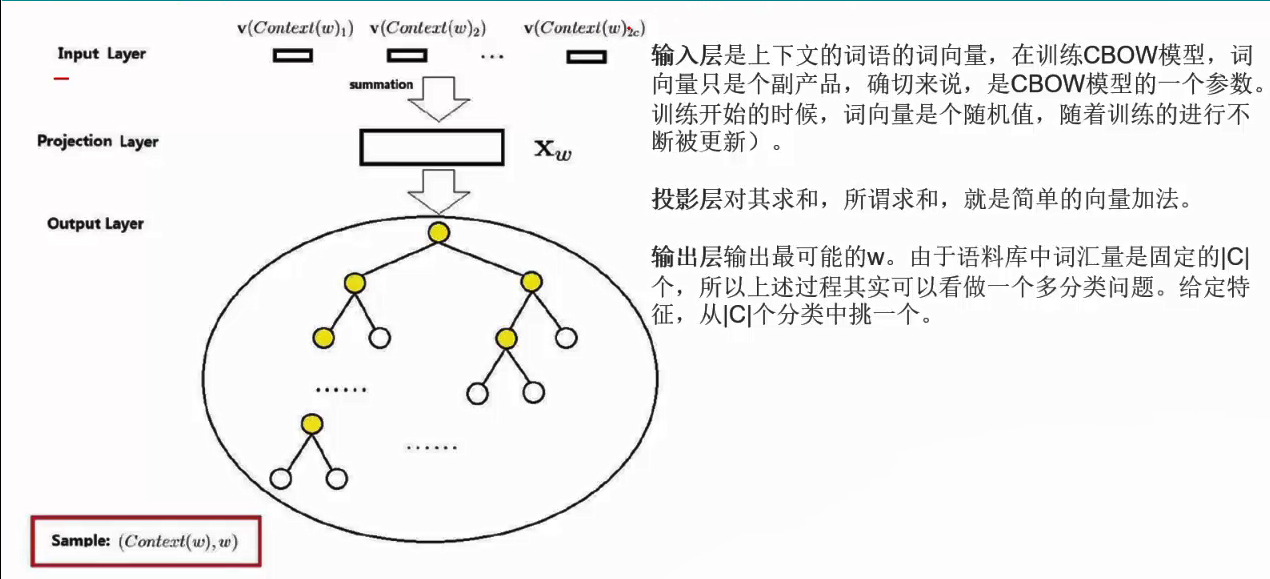 v(Context(w)₁) v(Context(w)₂) v(Context(w)₂c)
Input Layer
...
summation
Projection Layer
Xw
Output Layer
......
......
Sample: (Context(w), w)
输入层是上下文的词语的词向量，在训练CBOW模型，词
向量只是个副产品，确切来说，是CBOW模型的一个参数。
训练开始的时候，词向量是个随机值，随着训练的进行不
断被更新）。
投影层对其求和，所谓求和，就是简单的向量加法。
输出层输出最可能的w。由于语料库中词汇量是固定的|C|
个，所以上述过程其实可以看做一个多分类问题。给定特
征，从|C|个分类中挑一个。